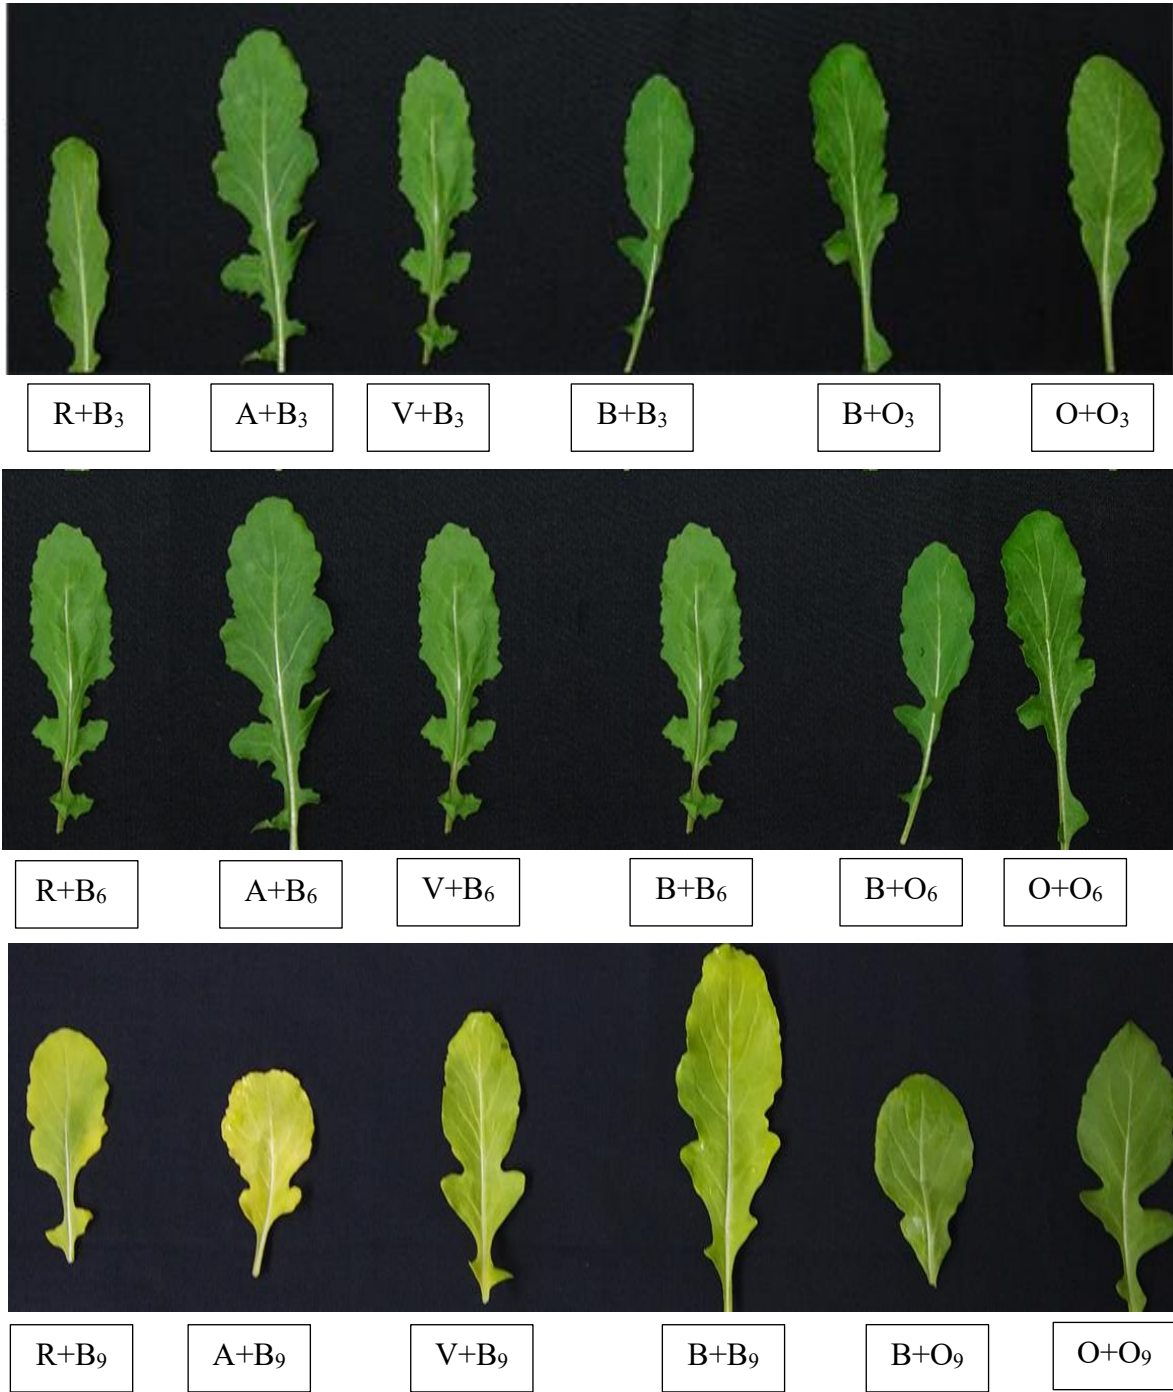 R+B₃ A+B₃ V+B₃ B+B₃ B+O₃ O+O₃
R+B₆ A+B₆ V+B₆ B+B₆ B+O₆ O+O₆
R+B₉ A+B₉ V+B₉ B+B₉ B+O₉ O+O₉